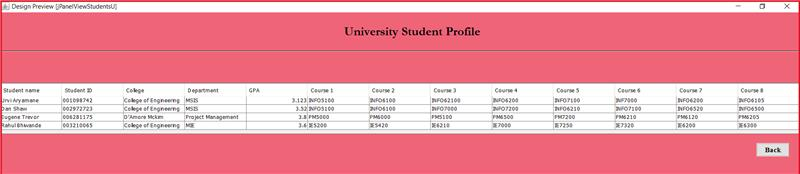 Design Preview [JPanelViewStudentsU]
University Student Profile
Student name Student ID College Department GPA Course 1 Course 2 Course 3 Course 4 Course 5 Course 6 Course 7 Course 8
Urvi Aryamane 001098742 College of Engineering MSIS 3.123 INFO5100 INFO6100 INFO62100 INFO6200 INFO7100 INF7000 INFO6200 INFO6105
Dan Shaw 002972723 College of Engineering MSIS 3.52 INFO5100 INFO7000 INFO7200 INFO6210 INFO7100 INFO6520 INFO6500
Eugene Trevor 006281175 D'Amore Mckim Project Management 3.8 PM5000 PM6000 PM5100 PM6500 PM7200 PM6210 PM6120 PM6205
Rahul Bhiwande 003210065 College of Engineering MIE 3.6 IE5200 IE5420 IE6210 IE7000 IE7250 IE7320 IE6200 IE6300
Back